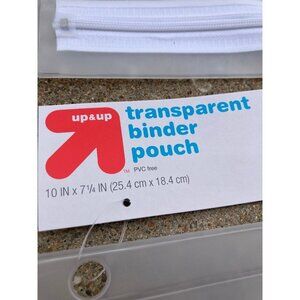 up&up
transparent
binder
pouch
™ PVC free
10 IN x 7 1/4 IN (25.4 cm x 18.4 cm)